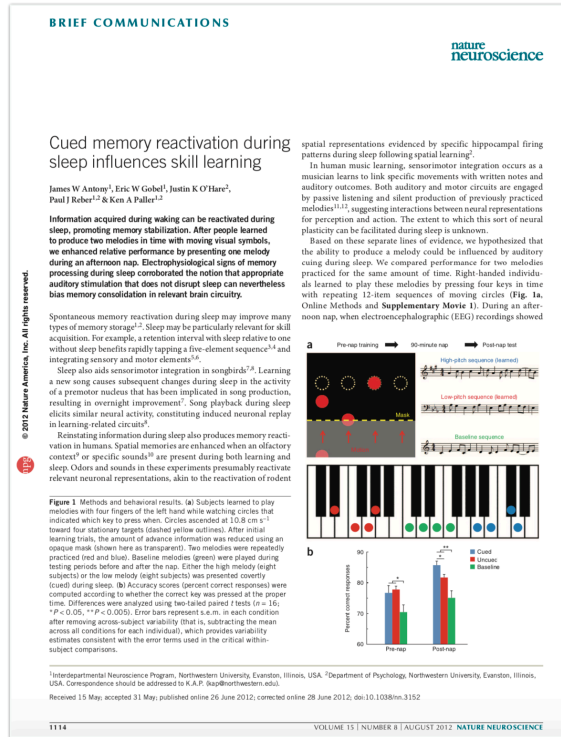 BRIEF COMMUNICATIONS
nature
neuroscience
Cued memory reactivation during
sleep influences skill learning
James W Antony1, Eric W Gobel1, Justin K O'Hare2,
Paul J Reber1,2 & Ken A Paller1,2
Information acquired during waking can be reactivated during
sleep, promoting memory stabilization. After people learned
to produce two melodies in time with moving visual symbols,
we enhanced relative performance by presenting one melody
during an afternoon nap. Electrophysiological signs of memory
processing during sleep corroborated the notion that appropriate
auditory stimulation that does not disrupt sleep can nevertheless
bias memory consolidation in relevant brain circuitry.
Spontaneous memory reactivation during sleep may improve many
types of memory storage1,2. Sleep may be particularly relevant for skill
acquisition. For example, a retention interval with sleep relative to one
without sleep benefits rapidly tapping a five-element sequence3,4 and
integrating sensory and motor elements5,6.
Sleep also aids sensorimotor integration in songbirds7,8. Learning
a new song causes subsequent changes during sleep in the activity
of a premotor nucleus that has been implicated in song production,
resulting in overnight improvement7. Song playback during sleep
elicits similar neural activity, constituting induced neuronal replay
in learning-related circuits8.
Reinstating information during sleep also produces memory reacti-
vation in humans. Spatial memories are enhanced when an olfactory
context9 or specific sounds10 are present during both learning and
sleep. Odors and sounds in these experiments presumably reactivate
relevant neuronal representations, akin to the reactivation of rodent
spatial representations evidenced by specific hippocampal firing
patterns during sleep following spatial learning2.
In human music learning, sensorimotor integration occurs as a
musician learns to link specific movements with written notes and
auditory outcomes. Both auditory and motor circuits are engaged
by passive listening and silent production of previously practiced
melodies11,12, suggesting interactions between neural representations
for perception and action. The extent to which this sort of neural
plasticity can be facilitated during sleep is unknown.
Based on these separate lines of evidence, we hypothesized that
the ability to produce a melody could be influenced by auditory
cuing during sleep. We compared performance for two melodies
practiced for the same amount of time. Right-handed individu-
als learned to play these melodies by pressing four keys in time
with repeating 12-item sequences of moving circles (Fig. 1a,
Online Methods and Supplementary Movie 1). During an after-
noon nap, when electroencephalographic (EEG) recordings showed
a
Pre-nap training
90-minute nap
Post-nap test
High-pitch sequence (learned)
Low-pitch sequence (learned)
Mask
Baseline sequence
b
Percent correct responses
90
80
70
60
Pre-nap
Post-nap
*
*
**
Cued
Uncued
Baseline
Figure 1 Methods and behavioral results. (a) Subjects learned to play
melodies with four fingers of the left hand while watching circles that
indicated which key to press when. Circles ascended at 10.8 cm s−1
toward four stationary targets (dashed yellow outlines). After initial
learning trials, the amount of advance information was reduced using an
opaque mask (shown here as transparent). Two melodies were repeatedly
practiced (red and blue). Baseline melodies (green) were played during
testing periods before and after the nap. Either the high melody (eight
subjects) or the low melody (eight subjects) was presented covertly
(cued) during sleep. (b) Accuracy scores (percent correct responses) were
computed according to whether the correct key was pressed at the proper
time. Differences were analyzed using two-tailed paired t tests (n = 16;
*P < 0.05, **P < 0.005). Error bars represent s.e.m. in each condition
after removing across-subject variability (that is, subtracting the mean
across all conditions for each individual), which provides variability
estimates consistent with the error terms used in the critical within-
subject comparisons.
1Interdepartmental Neuroscience Program, Northwestern University, Evanston, Illinois, USA. 2Department of Psychology, Northwestern University, Evanston, Illinois,
USA. Correspondence should be addressed to K.A.P. (kap@northwestern.edu).
Received 15 May; accepted 31 May; published online 26 June 2012; corrected online 28 June 2012; doi:10.1038/nn.3152
1114
VOLUME 15 | NUMBER 8 | AUGUST 2012 NATURE NEUROSCIENCE
© 2012 Nature America, Inc. All rights reserved.
npg